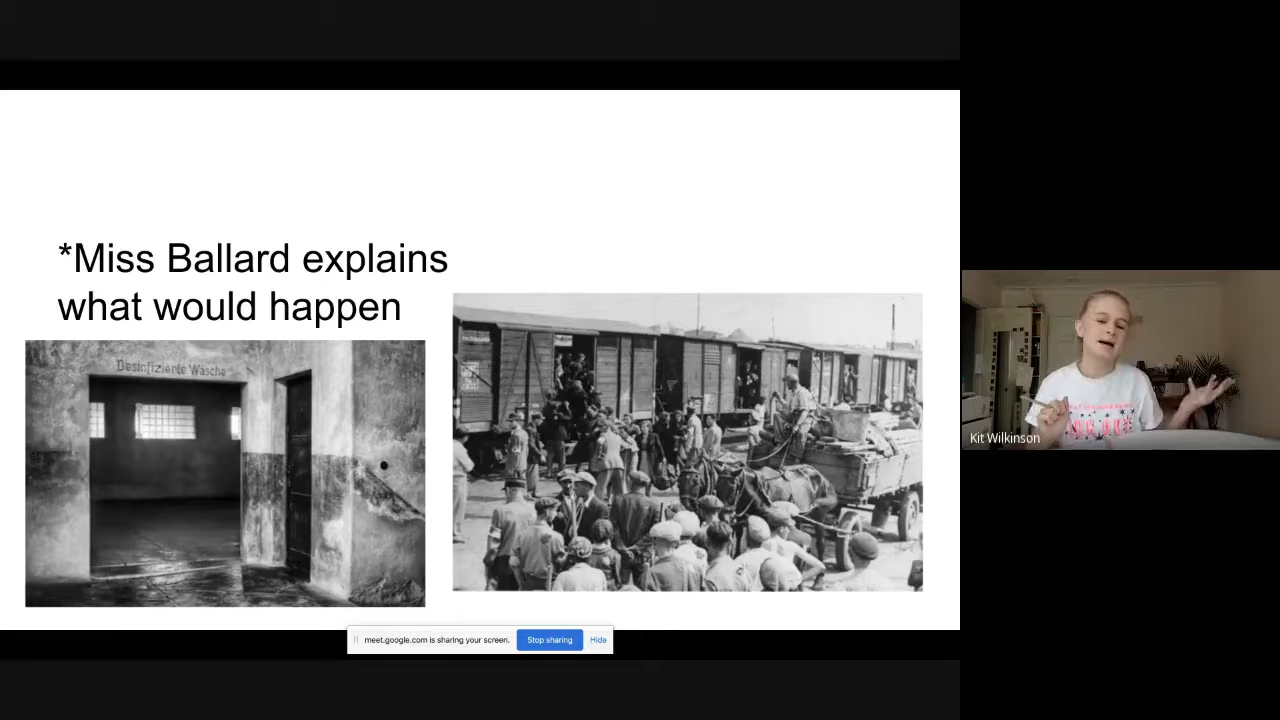 *Miss Ballard explains
what would happen
Desinfizierte Wäsche
meet.google.com is sharing your screen.
Stop sharing
Hide
Kit Wilkinson